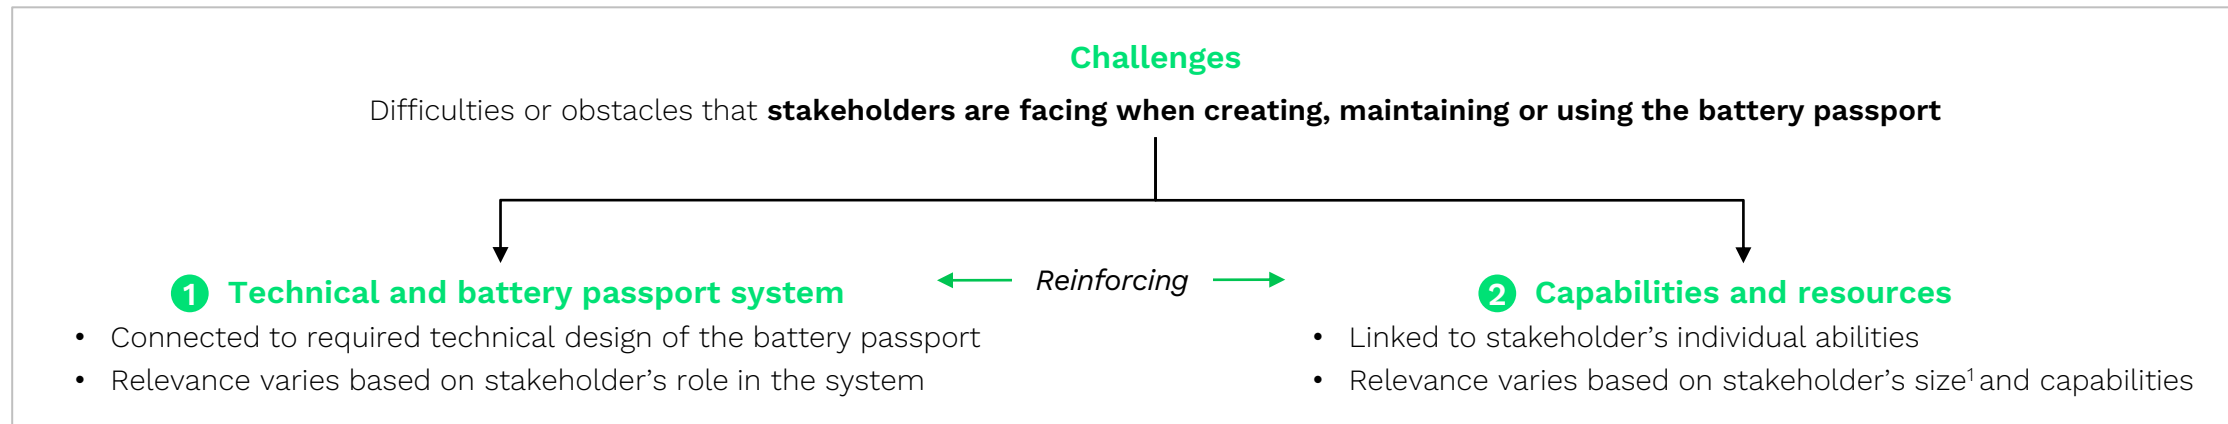 Challenges
Difficulties or obstacles that stakeholders are facing when creating, maintaining or using the battery passport
1 Technical and battery passport system
• Connected to required technical design of the battery passport
• Relevance varies based on stakeholder’s role in the system
Reinforcing
2 Capabilities and resources
• Linked to stakeholder’s individual abilities
• Relevance varies based on stakeholder’s size¹ and capabilities